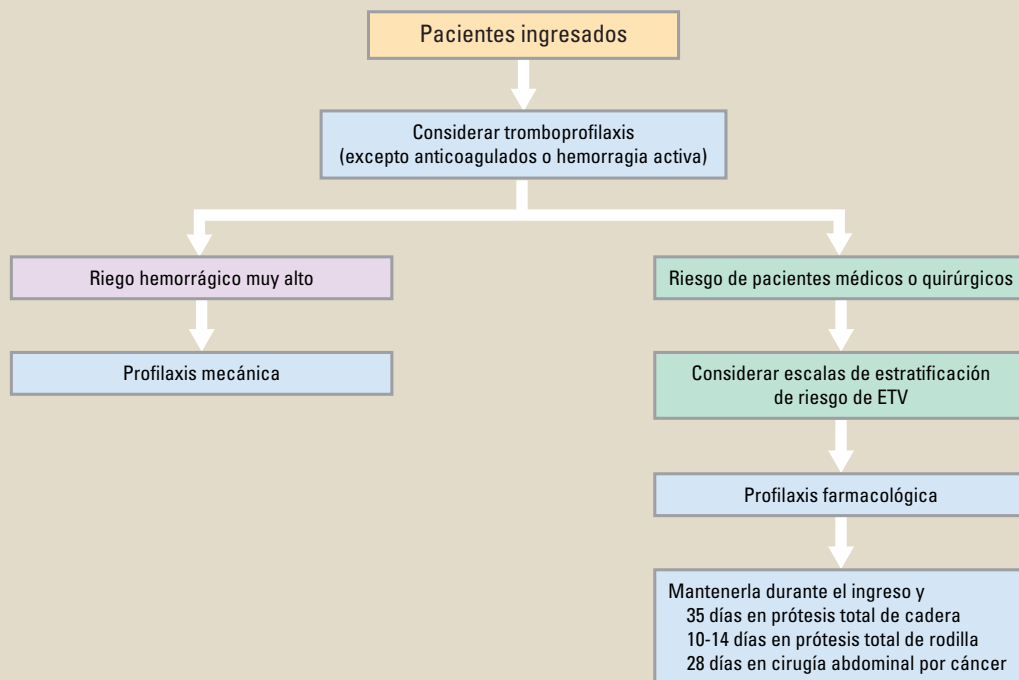 Pacientes ingresados
Considerar tromboprofilaxis
(excepto anticoagulados o hemorragia activa)
Riego hemorrágico muy alto
Profilaxis mecánica
Riesgo de pacientes médicos o quirúrgicos
Considerar escalas de estratificación
de riesgo de ETV
Profilaxis farmacológica
Mantenerla durante el ingreso y
35 días en prótesis total de cadera
10-14 días en prótesis total de rodilla
28 días en cirugía abdominal por cáncer